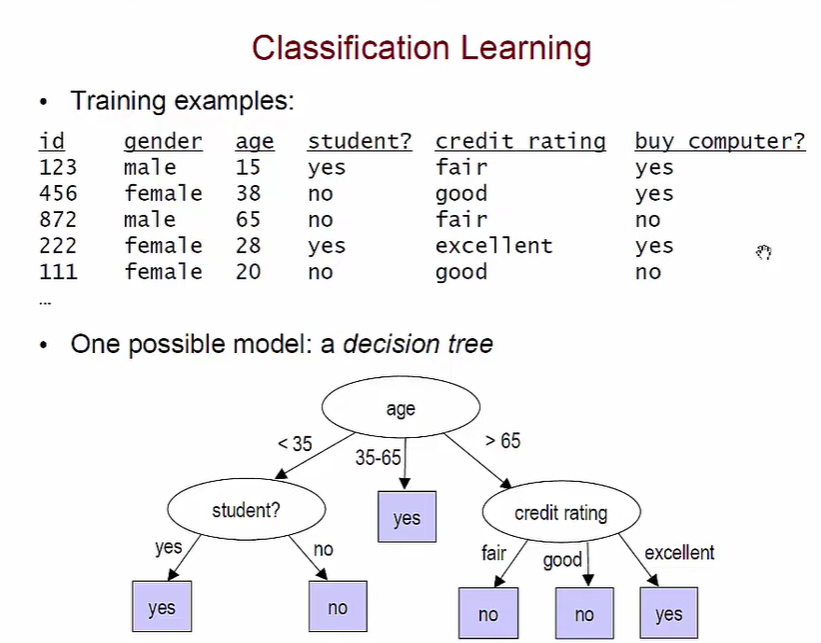 Classification Learning
• Training examples:
id gender age student? credit rating buy computer?
123 male 15 yes fair yes
456 female 38 no good yes
872 male 65 no fair no
222 female 28 yes excellent yes
111 female 20 no good no
...
• One possible model: a decision tree
age
< 35 35-65 > 65
student? yes credit rating
yes no fair good excellent
yes no no no yes